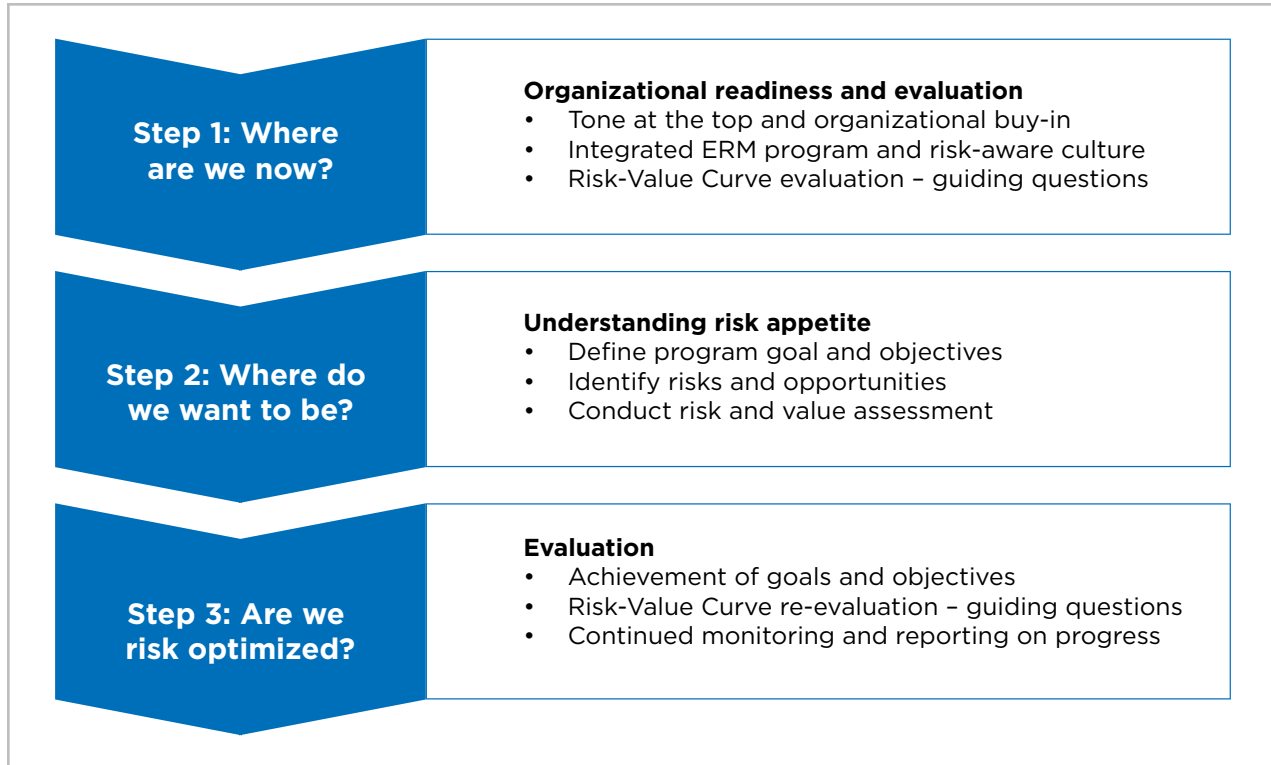 Step 1: Where
are we now?
Organizational readiness and evaluation
• Tone at the top and organizational buy-in
• Integrated ERM program and risk-aware culture
• Risk-Value Curve evaluation – guiding questions
Step 2: Where do
we want to be?
Understanding risk appetite
• Define program goal and objectives
• Identify risks and opportunities
• Conduct risk and value assessment
Step 3: Are we
risk optimized?
Evaluation
• Achievement of goals and objectives
• Risk-Value Curve re-evaluation – guiding questions
• Continued monitoring and reporting on progress